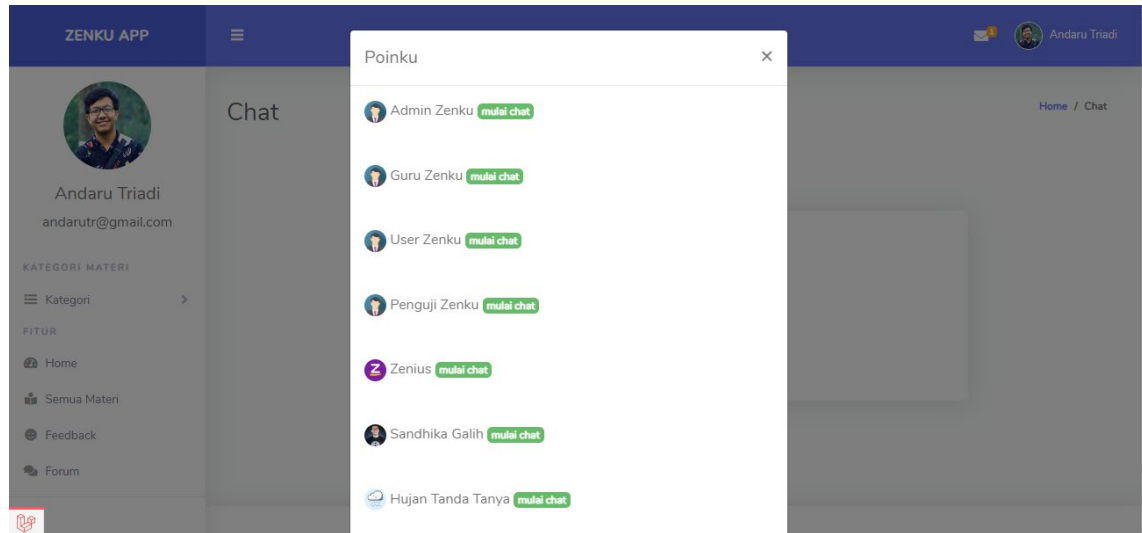 ZENKU APP
1
Andaru Triadi
Andaru Triadi
andarutr@gmail.com
KATEGORI MATERI
Kategori
FITUR
Home
Semua Materi
Feedback
Forum
Chat
Home / Chat
Poinku ×
Admin Zenku mulai chat
Guru Zenku mulai chat
User Zenku mulai chat
Penguji Zenku mulai chat
Z Zenius mulai chat
Sandhika Galih mulai chat
Hujan Tanda Tanya mulai chat